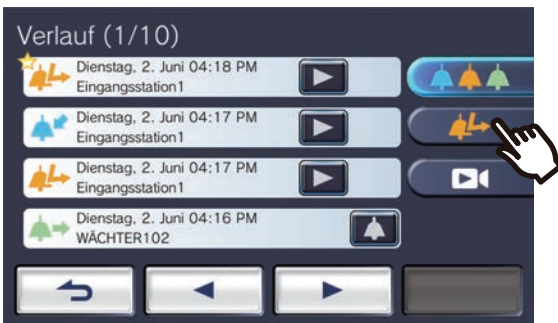 Verlauf (1/10)
Dienstag, 2. Juni 04:18 PM
Eingangsstation1
Dienstag, 2. Juni 04:17 PM
Eingangsstation1
Dienstag, 2. Juni 04:17 PM
Eingangsstation1
Dienstag, 2. Juni 04:16 PM
WÄCHTER102